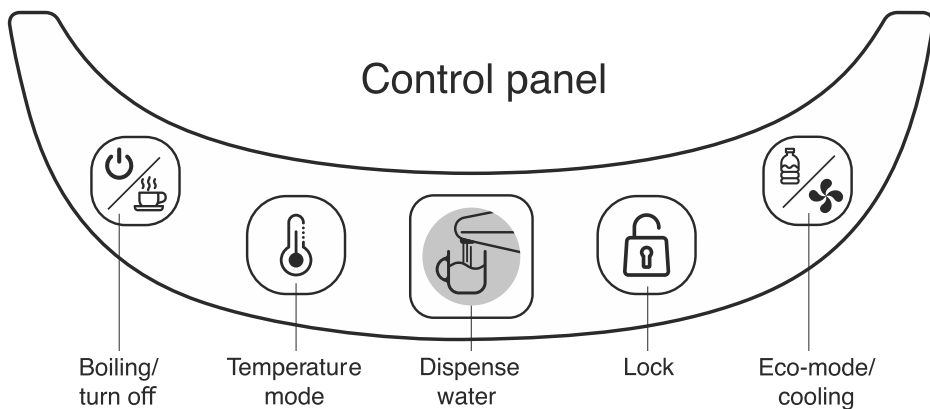 Control panel
Boiling/
turn off
Temperature
mode
Dispense
water
Lock
Eco-mode/
cooling